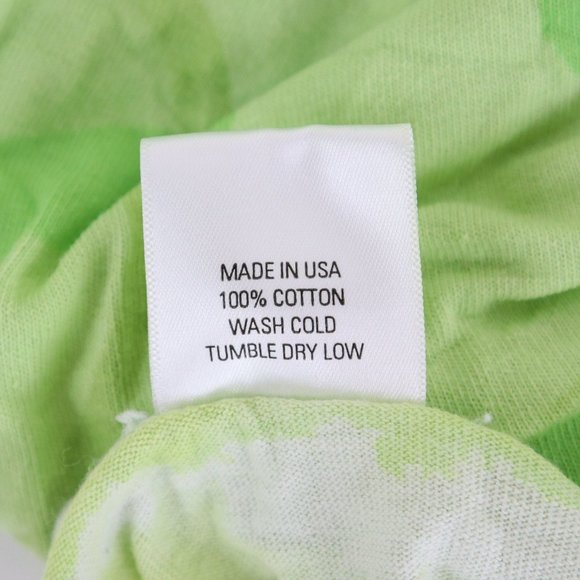 MADE IN USA
100% COTTON
WASH COLD
TUMBLE DRY LOW